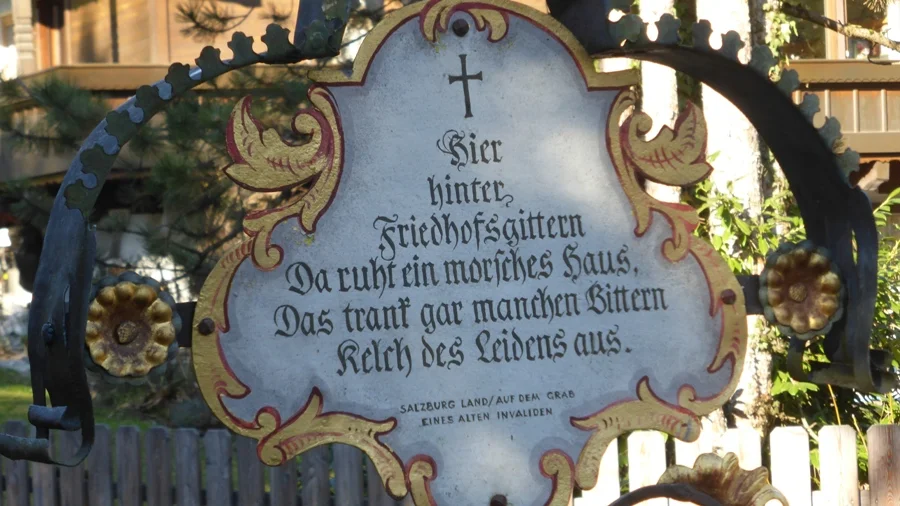 Hier
hinter
Friedhofsgittern
Da ruht ein morſches Haus,
Das trank gar manchen Bittern
Kelch des Leidens aus.
SALZBURG LAND/AUF DEM GRAB
EINES ALTEN INVALIDEN